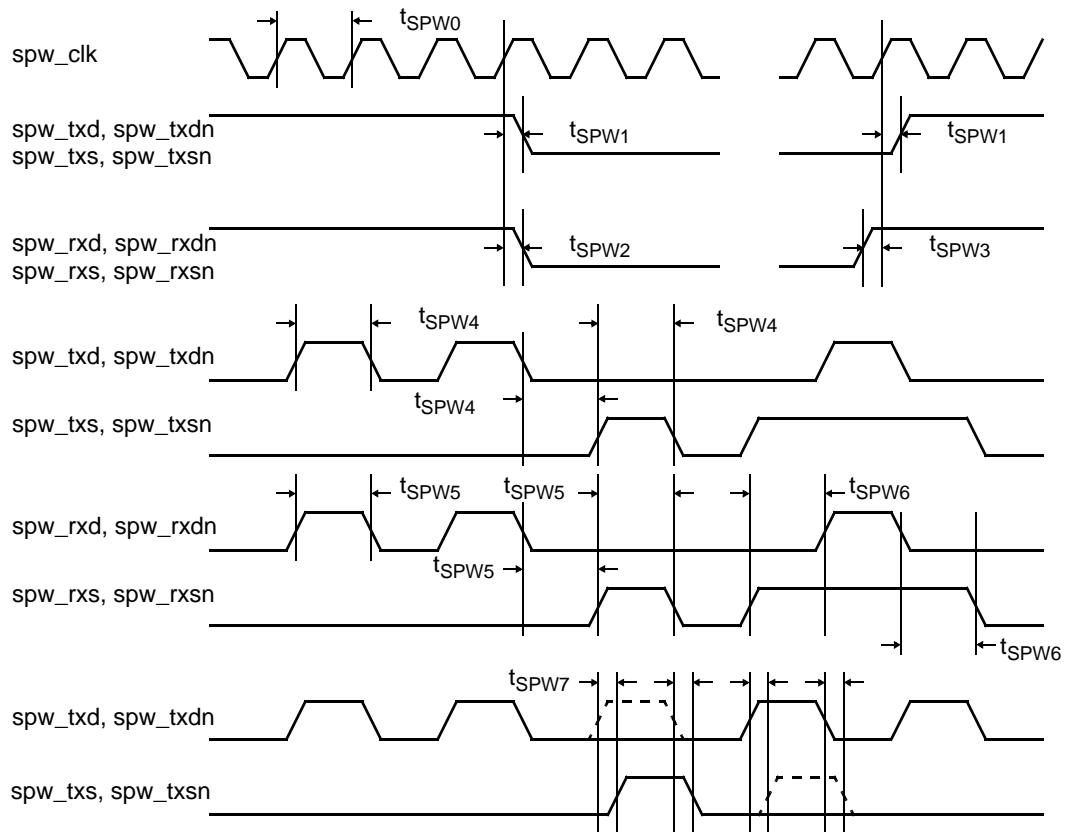 tSPW0
spw_clk
spw_txd, spw_txdn
spw_txs, spw_txsn
tSPW1
tSPW1
spw_rxd, spw_rxdn
spw_rxs, spw_rxsn
tSPW2
tSPW3
tSPW4
tSPW4
spw_txd, spw_txdn
tSPW4
spw_txs, spw_txsn
tSPW5
tSPW5
tSPW6
spw_rxd, spw_rxdn
tSPW5
spw_rxs, spw_rxsn
tSPW6
tSPW7
spw_txd, spw_txdn
spw_txs, spw_txsn